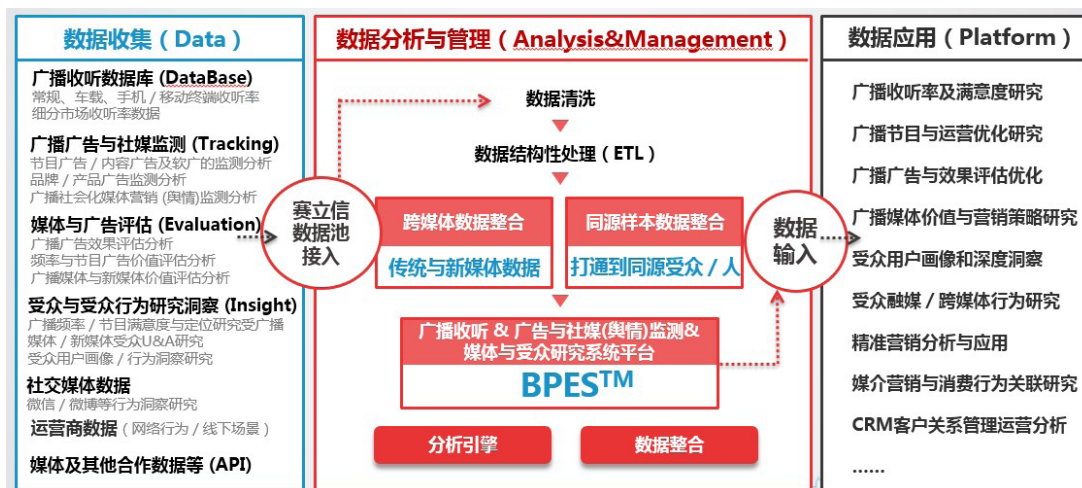 数据收集（Data）
广播收听数据库 (DataBase)
常规、车载、手机 / 移动终端收听率
细分市场收听率数据
广播广告与社媒监测 (Tracking)
节目广告 / 内容广告及软广的监测分析
品牌 / 产品广告监测分析
广播社会化媒体营销 (舆情)监测分析
媒体与广告评估 (Evaluation)
广播广告效果评估分析
频率与节目广告价值评估分析
广播媒体与新媒体价值评估分析
受众与受众行为研究洞察 (Insight)
广播频率 / 节目满意度与定位研究受广播
媒体 / 新媒体受众U&A研究
受众用户画像 / 行为洞察研究
社交媒体数据
微信 / 微博等行为洞察研究
运营商数据（网络行为 / 线下场景）
媒体及其他合作数据等 (API)
赛立信
数据池
接入
数据分析与管理（Analysis&Management）
数据清洗
数据结构性处理（ETL）
跨媒体数据整合
传统与新媒体数据
同源样本数据整合
打通到同源受众 / 人
广播收听 & 广告与社媒(舆情)监测&
媒体与受众研究系统平台
BPES™
分析引擎
数据整合
数据
输入
数据应用（Platform）
广播收听率及满意度研究
广播节目与运营优化研究
广播广告与效果评估优化
广播媒体价值与营销策略研究
受众用户画像和深度洞察
受众融媒 / 跨媒体行为研究
精准营销分析与应用
媒介营销与消费行为关联研究
CRM客户关系管理运营分析
......